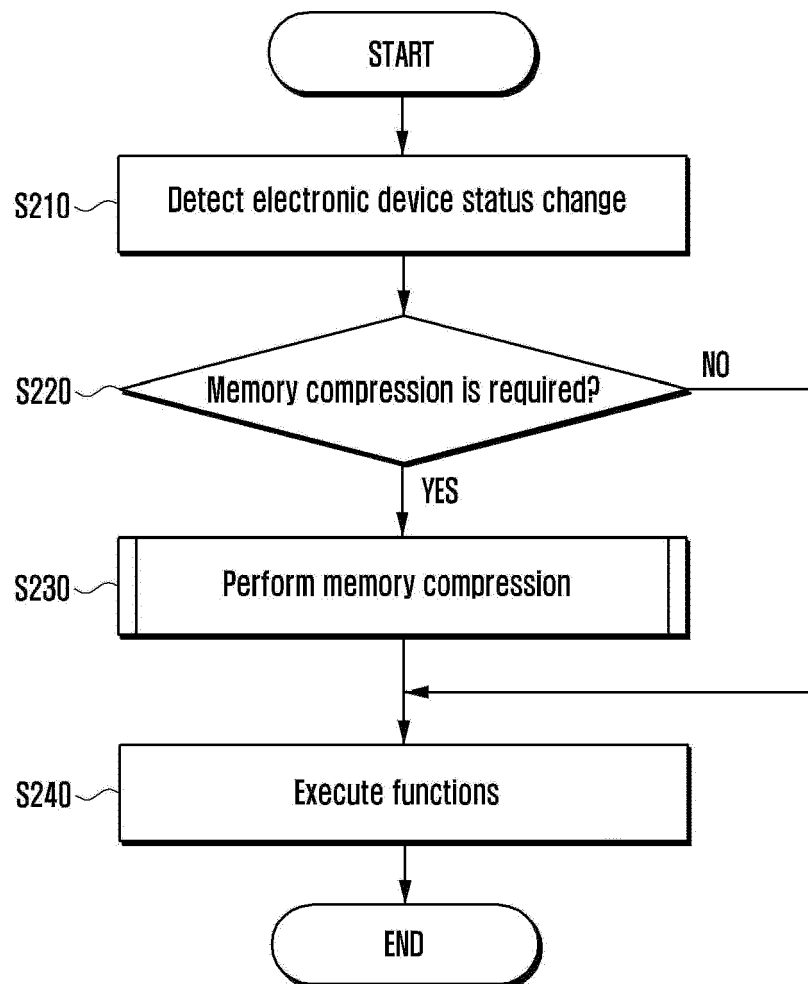 START
S210
Detect electronic device status change
S220
Memory compression is required?
NO
YES
S230
Perform memory compression
S240
Execute functions
END